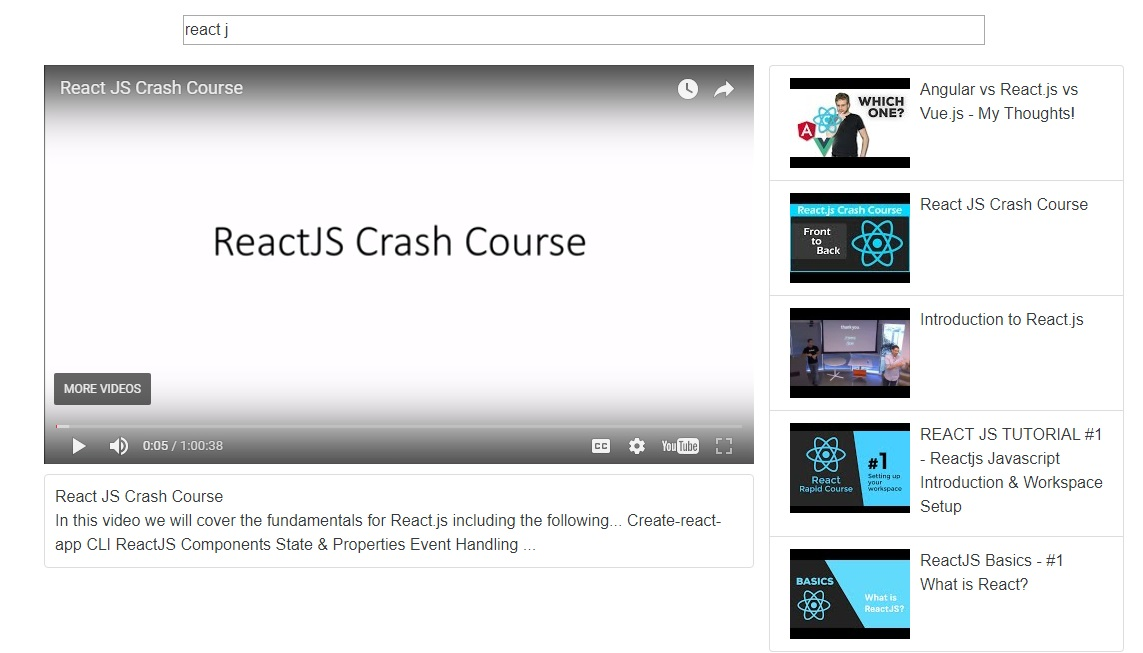 react j
React JS Crash Course
ReactJS Crash Course
MORE VIDEOS
0:05 / 1:00:38
CC
YouTube
React JS Crash Course
In this video we will cover the fundamentals for React.js including the following... Create-react-
app CLI ReactJS Components State & Properties Event Handling ...
WHICH
ONE?
A
Angular vs React.js vs
Vue.js - My Thoughts!
React.js Crash Course
Front
to
Back
React JS Crash Course
thank you
Introduction to React.js
#1
Setting up
your
workspace
React
Rapid Course
REACT JS TUTORIAL #1
- Reactjs Javascript
Introduction & Workspace
Setup
BASICS
What is
ReactJS?
ReactJS Basics - #1
What is React?